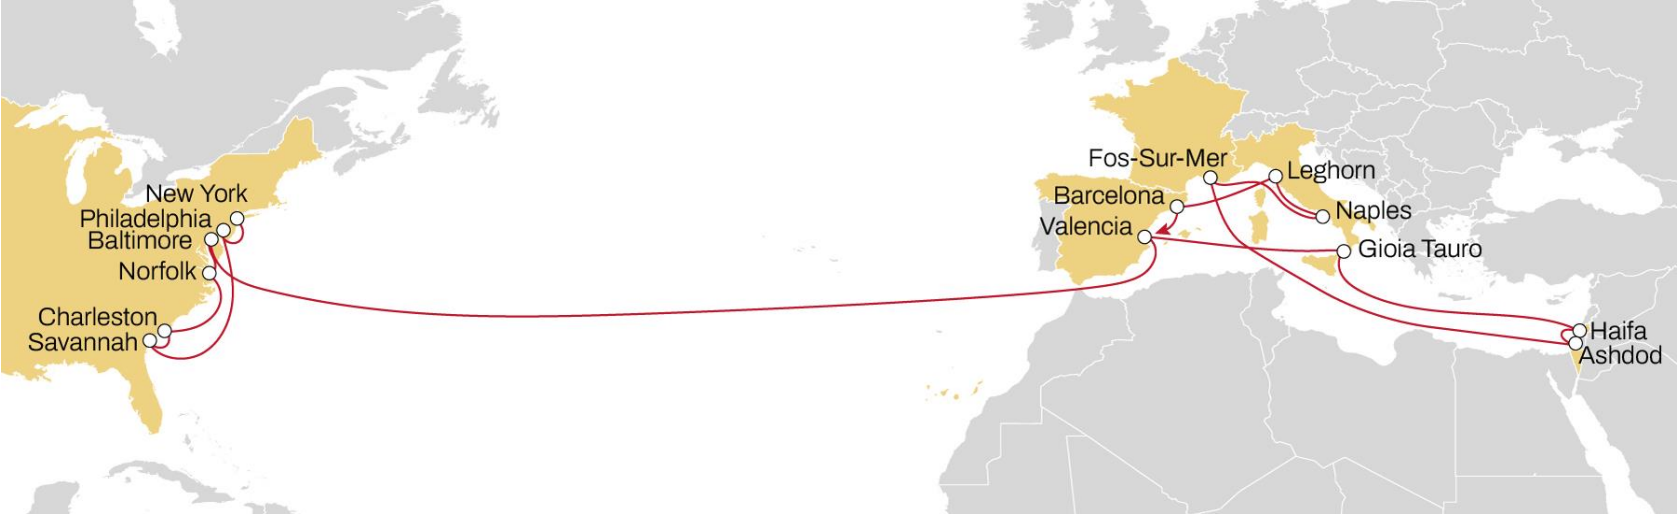 New York
Philadelphia
Baltimore
Norfolk
Charleston
Savannah
Fos-Sur-Mer
Leghorn
Barcelona
Naples
Valencia
Gioia Tauro
Haifa
Ashdod